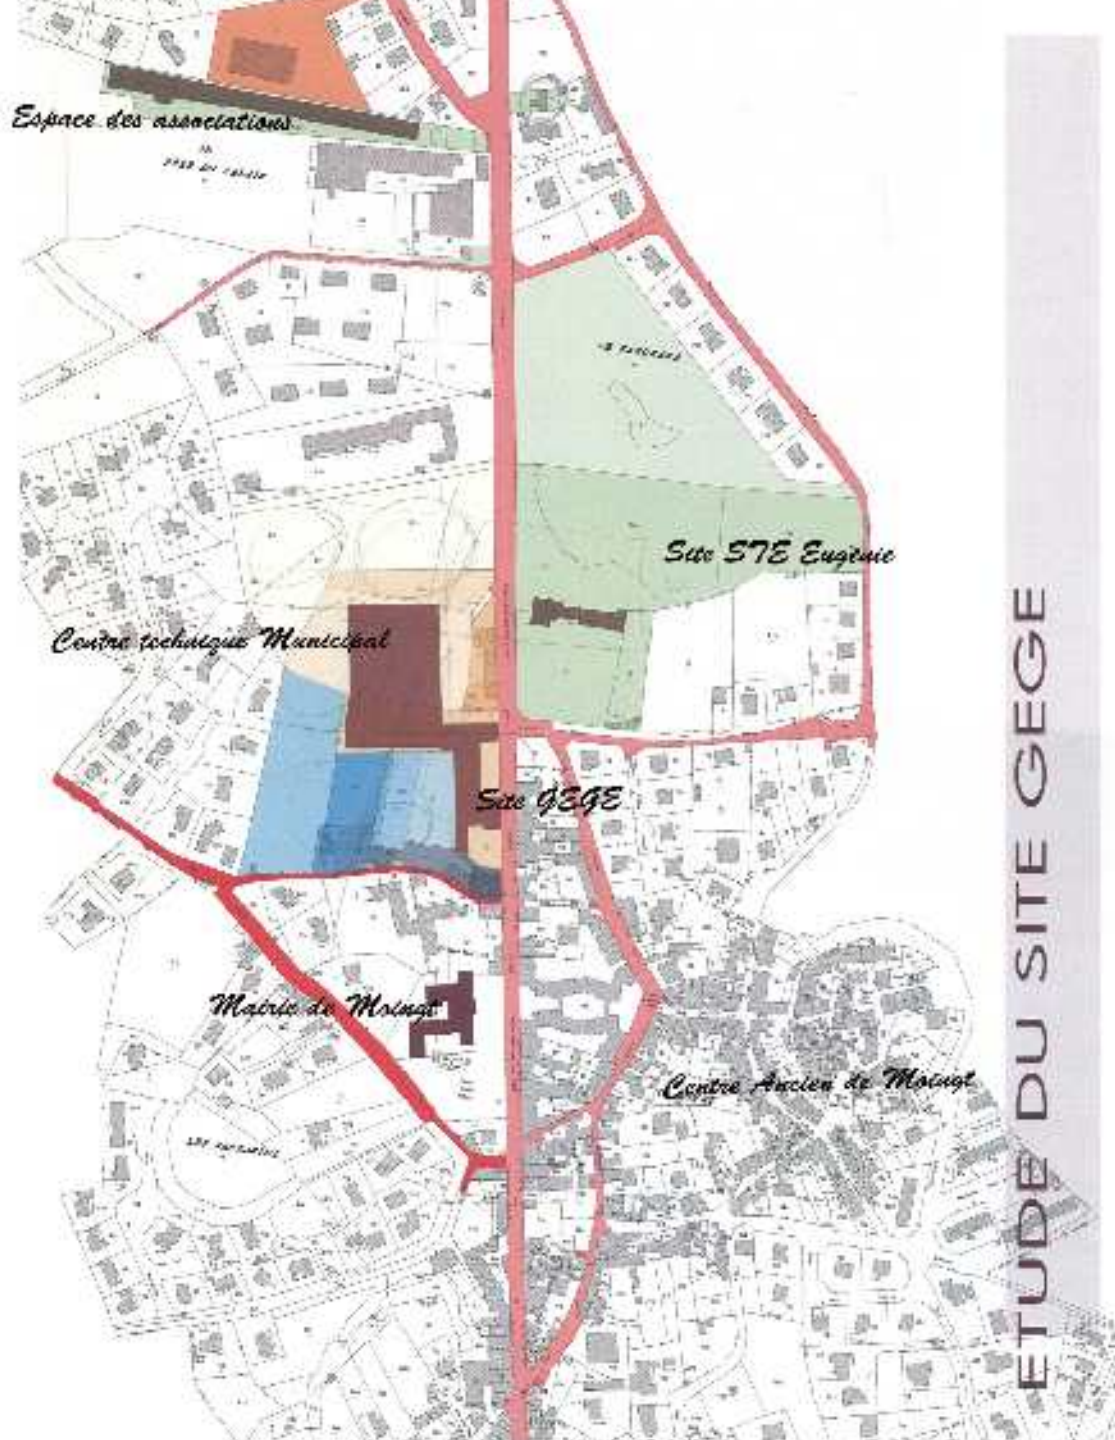 Espace des associations
Site STE Eugénie
Centre technique Municipal
Site GEGE
Mairie de Moingt
Centre Ancien de Moingt
ETUDE DU SITE GEGE